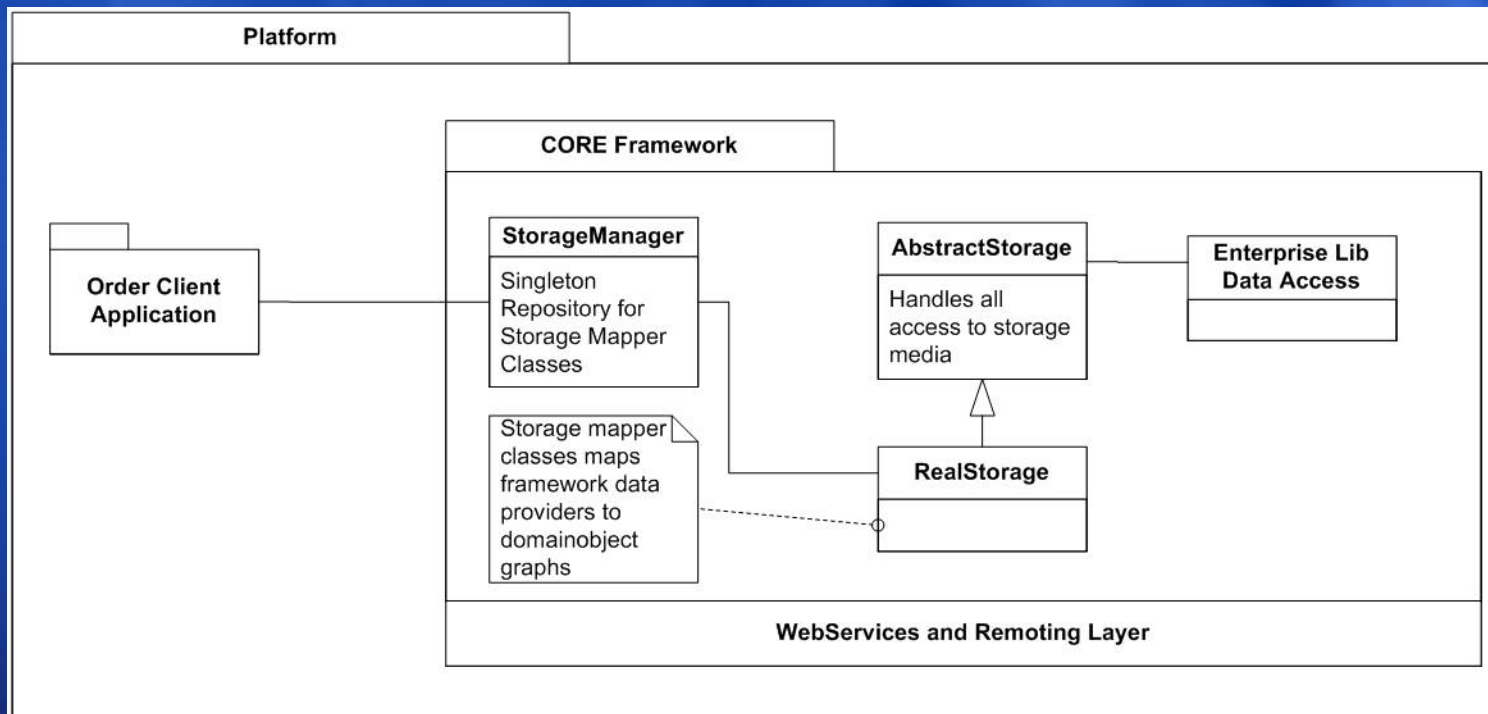 Platform
CORE Framework
Order Client
Application
StorageManager
Singleton
Repository for
Storage Mapper
Classes
Storage mapper
classes maps
framework data
providers to
domainobject
graphs
AbstractStorage
Handles all
access to storage
media
RealStorage
Enterprise Lib
Data Access
WebServices and Remoting Layer